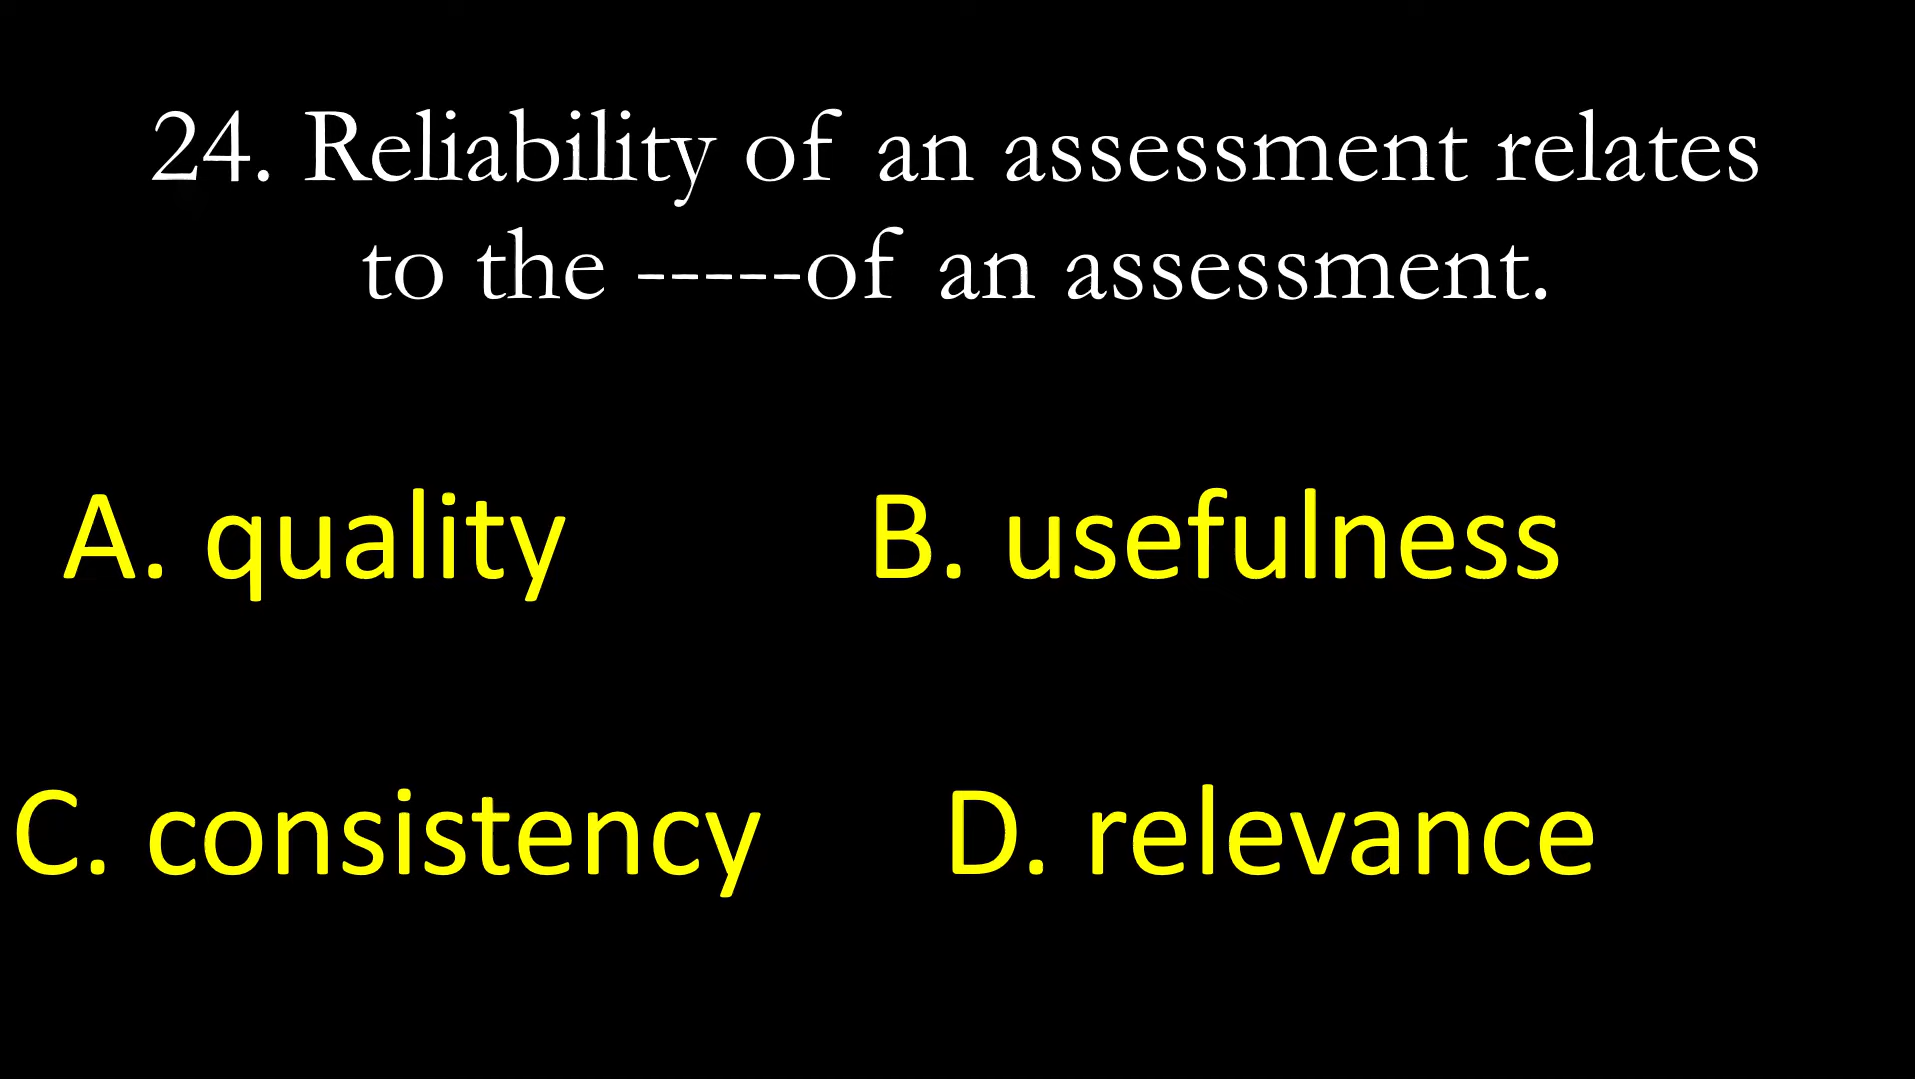 24. Reliability of an assessment relates
to the -----of an assessment.
A. quality B. usefulness
C. consistency D. relevance